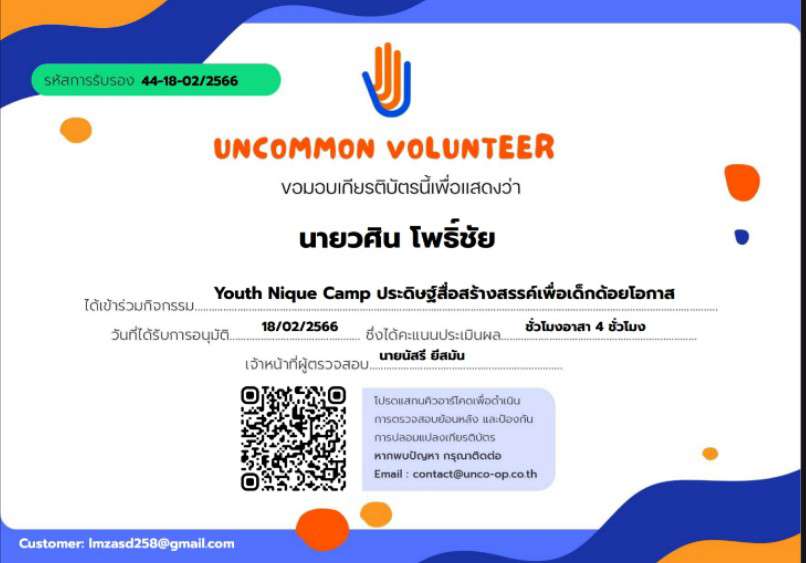 รหัสการรับรอง 44-18-02/2566
UNCOMMON VOLUNTEER
ขอมอบเกียรติบัตรนี้เพื่อแสดงว่า
นายวศิน โพธิ์ชัย
ได้เข้าร่วมกิจกรรม Youth Nique Camp ประดิษฐ์สื่อสร้างสรรค์เพื่อเด็กด้อยโอกาส
วันที่ได้รับการอนุมัติ 18/02/2566 ซึ่งได้คะแนนประเมินผล ชั่วโมงอาสา 4 ชั่วโมง
เจ้าหน้าที่ผู้ตรวจสอบ นายนัสรี ยีสมัน
โปรดแสกนคิวอาร์โคดเพื่อดำเนิน
การตรวจสอบย้อนหลัง และป้องกัน
การปลอมแปลงเกียรติบัตร
หากพบปัญหา กรุณาติดต่อ
Email : contact@unco-op.co.th
Customer: lmzasd258@gmail.com